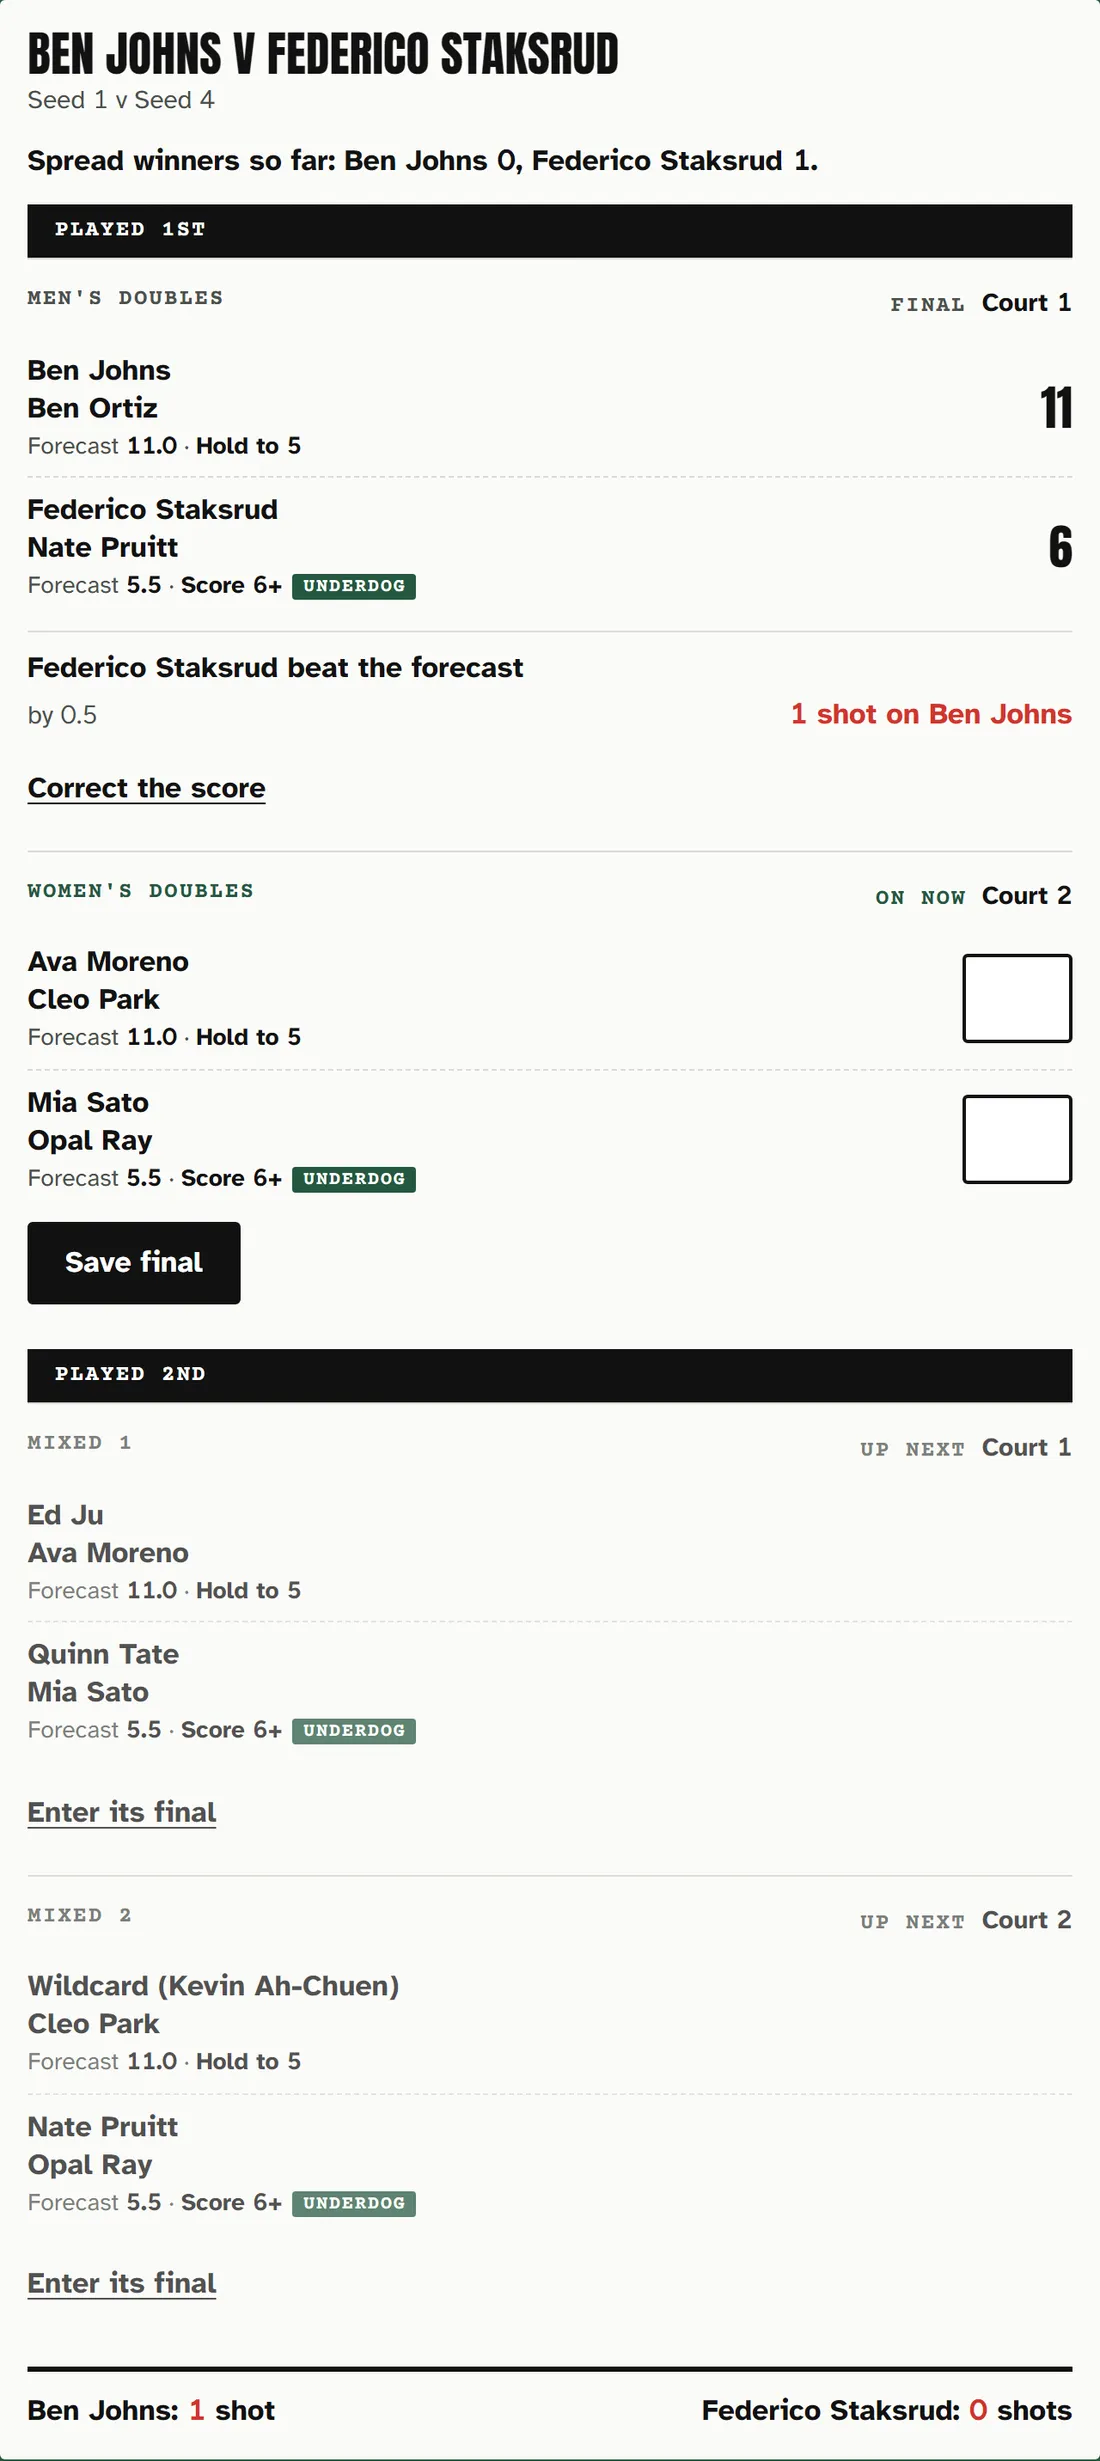 BEN JOHNS V FEDERICO STAKSRUD
Seed 1 v Seed 4
Spread winners so far: Ben Johns 0, Federico Staksrud 1.
PLAYED 1ST
MEN'S DOUBLES
FINAL Court 1
Ben Johns
Ben Ortiz
Forecast 11.0 · Hold to 5
11
Federico Staksrud
Nate Pruitt
Forecast 5.5 · Score 6+ UNDERDOG
6
Federico Staksrud beat the forecast
by 0.5
1 shot on Ben Johns
Correct the score
WOMEN'S DOUBLES
ON NOW Court 2
Ava Moreno
Cleo Park
Forecast 11.0 · Hold to 5
Mia Sato
Opal Ray
Forecast 5.5 · Score 6+ UNDERDOG
Save final
PLAYED 2ND
MIXED 1
UP NEXT Court 1
Ed Ju
Ava Moreno
Forecast 11.0 · Hold to 5
Quinn Tate
Mia Sato
Forecast 5.5 · Score 6+ UNDERDOG
Enter its final
MIXED 2
UP NEXT Court 2
Wildcard (Kevin Ah-Chuen)
Cleo Park
Forecast 11.0 · Hold to 5
Nate Pruitt
Opal Ray
Forecast 5.5 · Score 6+ UNDERDOG
Enter its final
Ben Johns: 1 shot
Federico Staksrud: 0 shots